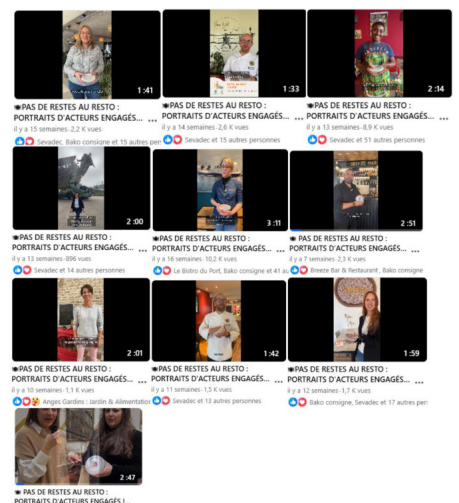 1:41
1:33
2:14
🍽PAS DE RESTES AU RESTO :
PORTRAITS D'ACTEURS ENGAGÉS... ...
il y a 15 semaines·2,2 K vues
Sevadec, Bako consigne et 15 autres per
🍽PAS DE RESTES AU RESTO :
PORTRAITS D'ACTEURS ENGAGÉS... ...
il y a 14 semaines·2,6 K vues
Sevadec et 15 autres personnes
🍽PAS DE RESTES AU RESTO :
PORTRAITS D'ACTEURS ENGAGÉS... ...
il y a 13 semaines·8,9 K vues
Sevadec et 51 autres personnes
2:00
3:11
2:51
🍽PAS DE RESTES AU RESTO :
PORTRAITS D'ACTEURS ENGAGÉS... ...
il y a 13 semaines·896 vues
Sevadec et 14 autres personnes
🍽PAS DE RESTES AU RESTO :
PORTRAITS D'ACTEURS ENGAGÉS... ...
il y a 16 semaines·10,2 K vues
Le Bistro du Port, Bako consigne et 41 au
🍽 PAS DE RESTES AU RESTO :
PORTRAITS D'ACTEURS ENGAGÉS... ...
il y a 7 semaines·2,3 K vues
Breeze Bar & Restaurant, Bako consigne
2:01
1:42
1:59
🍽PAS DE RESTES AU RESTO :
PORTRAITS D'ACTEURS ENGAGÉS... ...
il y a 10 semaines·1,1 K vues
Anges Gardins : Jardin & Alimentation
🍽PAS DE RESTES AU RESTO :
PORTRAITS D'ACTEURS ENGAGÉS... ...
il y a 11 semaines·1,5 K vues
Sevadec et 13 autres personnes
🍽PAS DE RESTES AU RESTO :
PORTRAITS D'ACTEURS ENGAGÉS... ...
il y a 12 semaines·1,7 K vues
Bako consigne, Sevadec et 17 autres per
2:47
🍽 PAS DE RESTES AU RESTO :
PORTRAITS D'ACTEURS ENGAGÉS !...